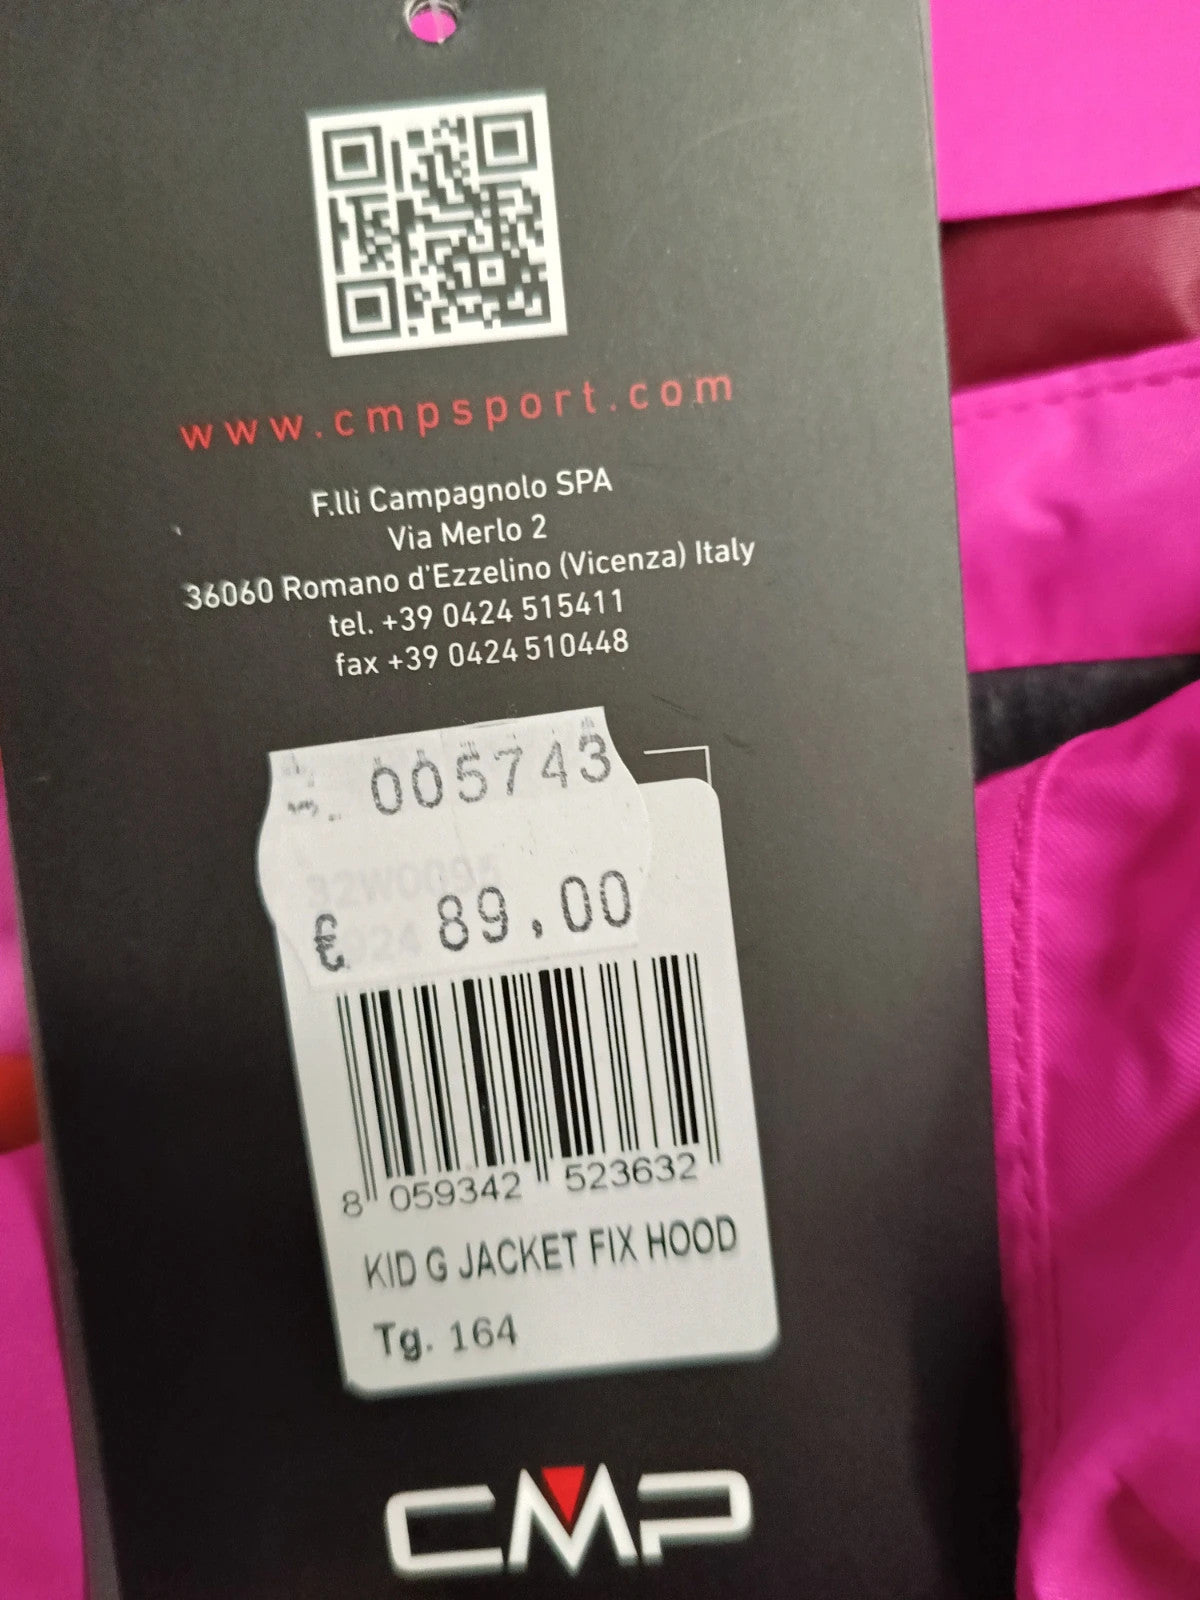 www.cmpsport.com
F.lli Campagnolo SPA
Via Merlo 2
36060 Romano d'Ezzelino (Vicenza) Italy
tel. +39 0424 515411
fax +39 0424 510448
005743
€ 89,00
8 059342 523632
KID G JACKET FIX HOOD
Tg. 164
CMP